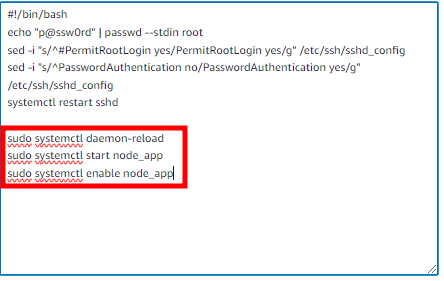 #!/bin/bash
echo "p@ssw0rd" | passwd --stdin root
sed -i "s/^#PermitRootLogin yes/PermitRootLogin yes/g" /etc/ssh/sshd_config
sed -i "s/^PasswordAuthentication no/PasswordAuthentication yes/g"
/etc/ssh/sshd_config
systemctl restart sshd
sudo systemctl daemon-reload
sudo systemctl start node_app
sudo systemctl enable node_app